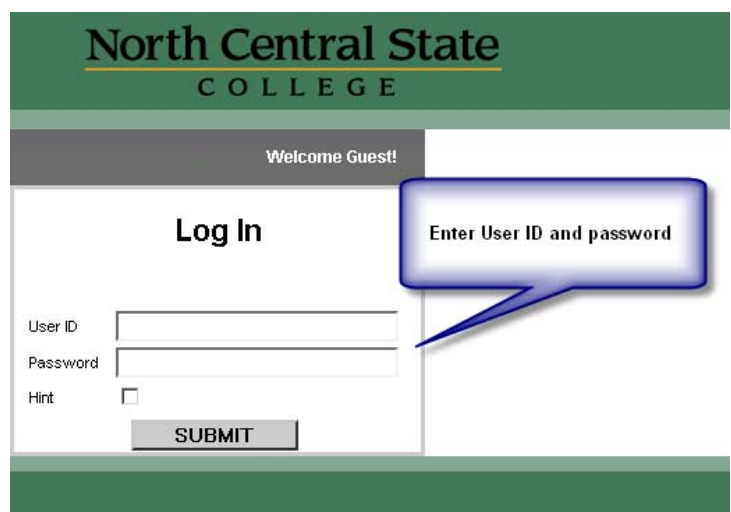 North Central State
COLLEGE
Welcome Guest!
Log In
Enter User ID and password
User ID
Password
Hint
SUBMIT